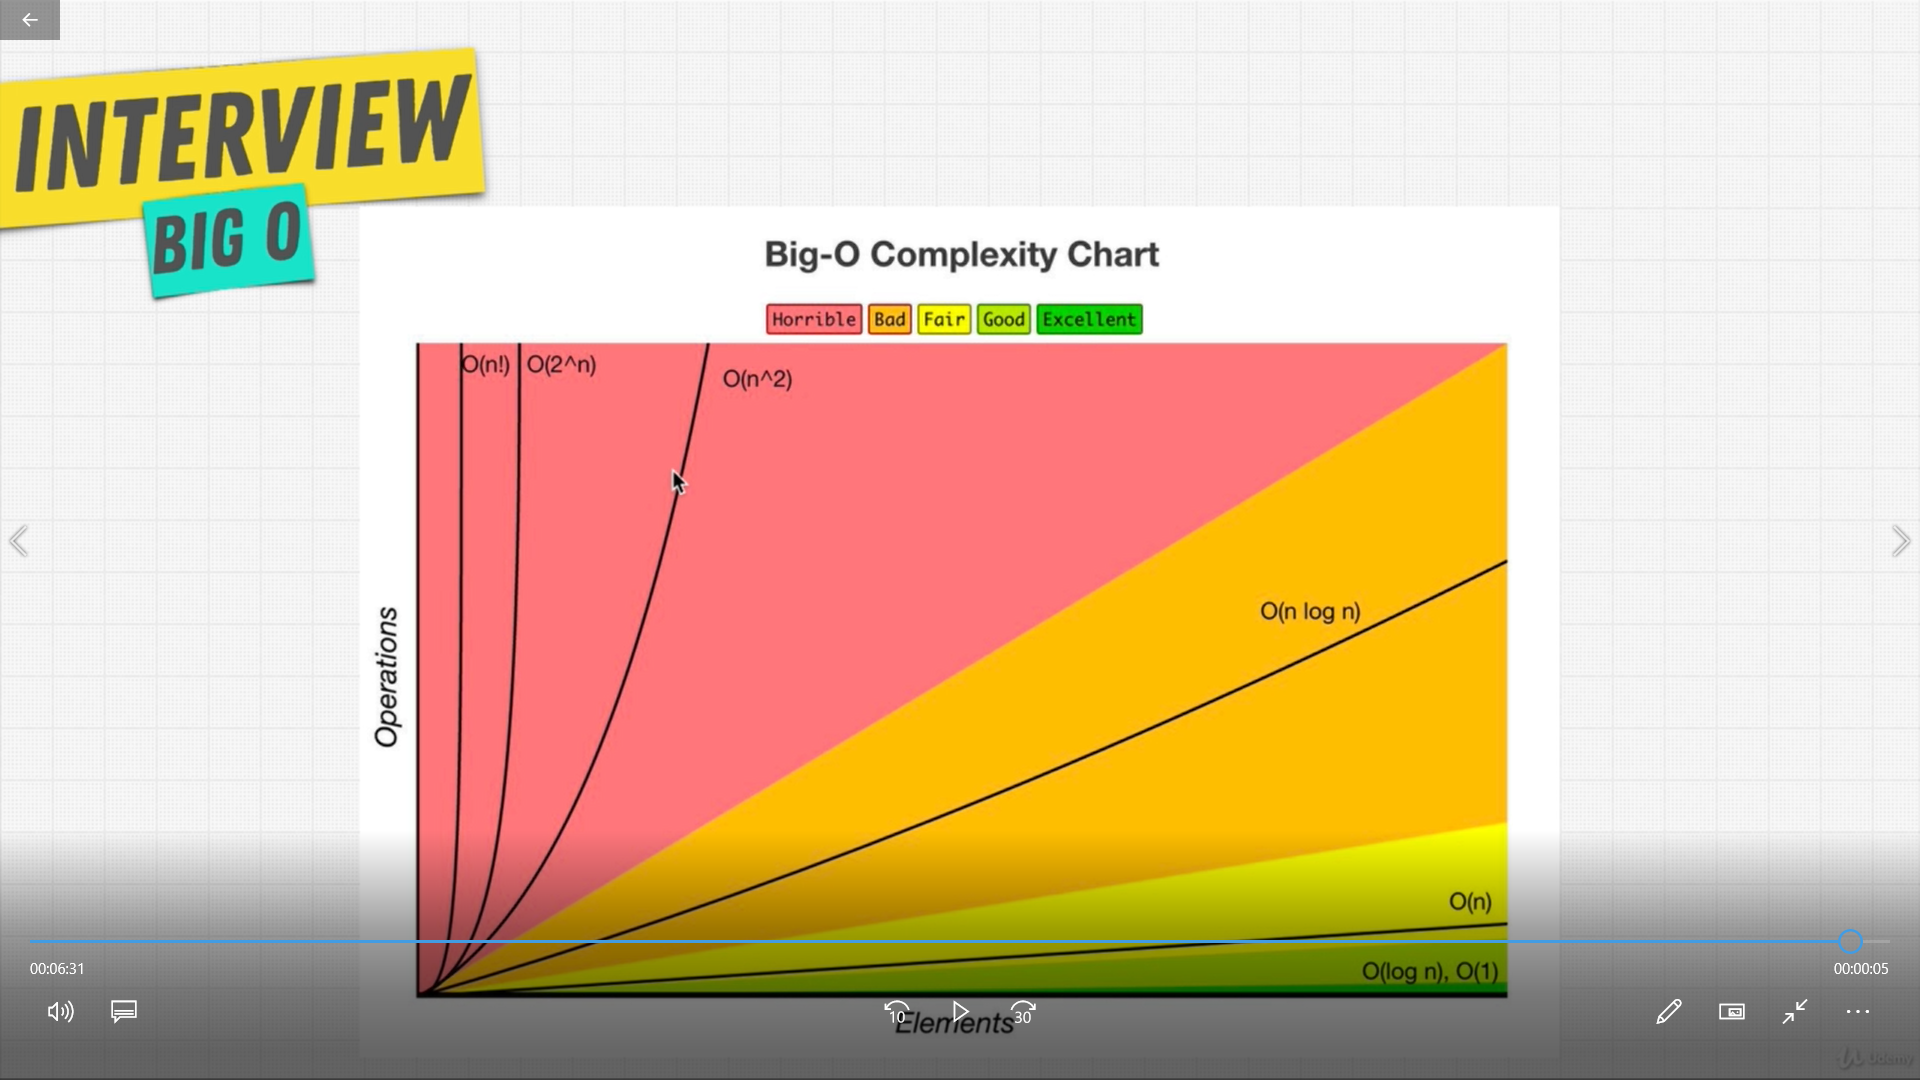 INTERVIEW
BIG O
Big-O Complexity Chart
Horrible Bad Fair Good Excellent
O(n!) O(2^n) O(n^2)
O(n log n)
O(n)
O(log n), O(1)
Operations
Elements
00:06:31
00:00:05
10
30
Udemy